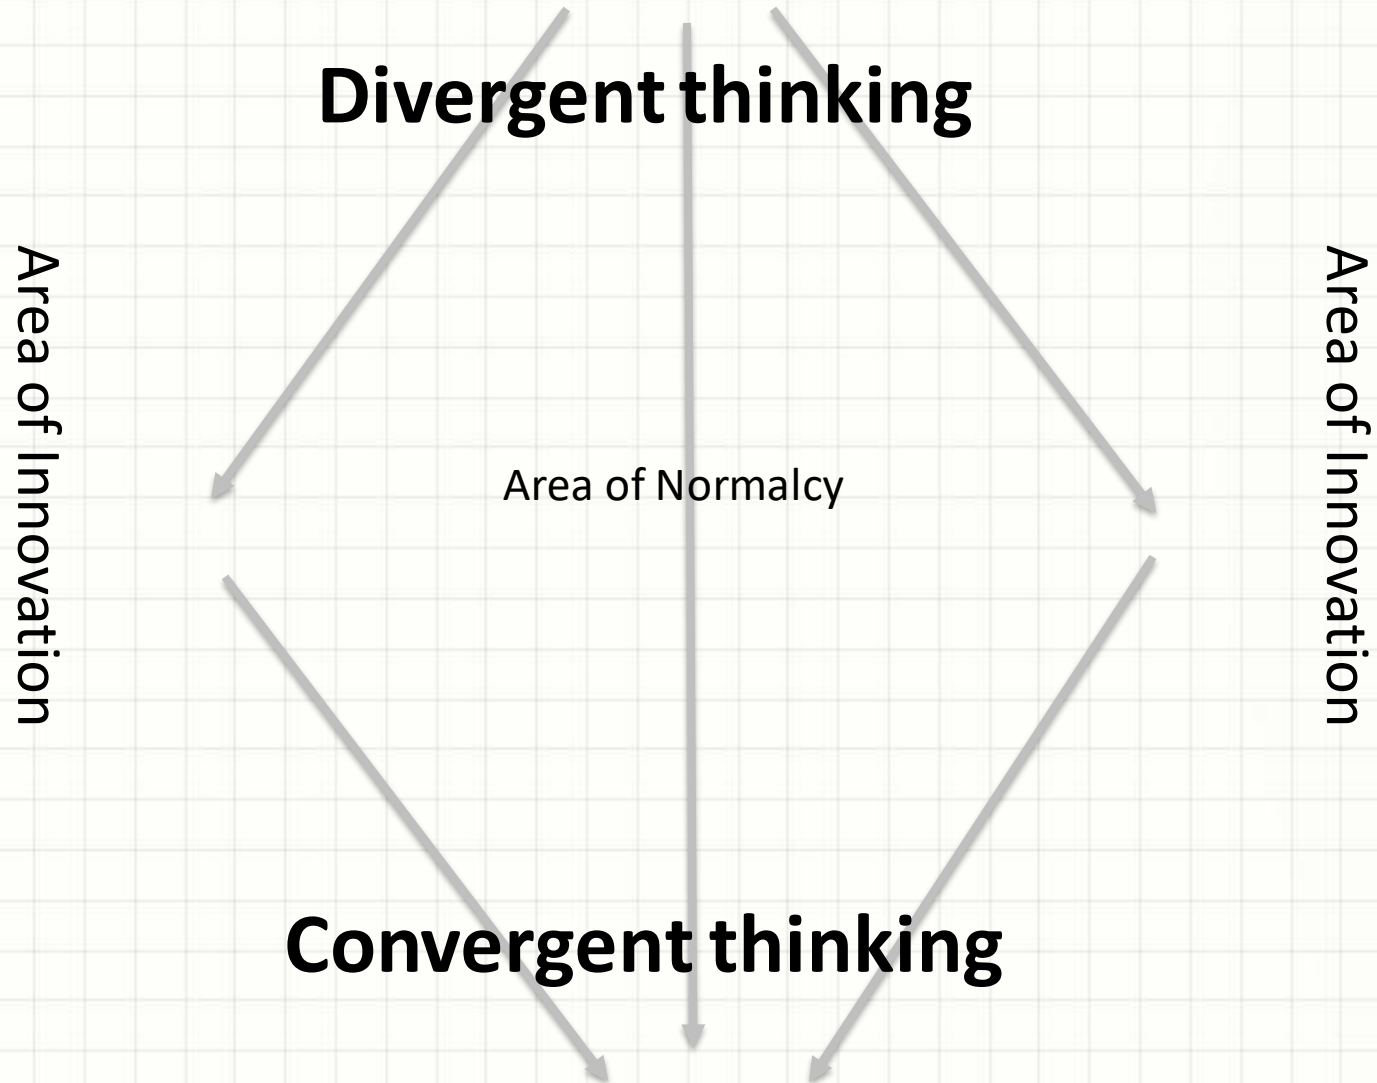 Divergent thinking
Area of Innovation
Area of Normalcy
Area of Innovation
Convergent thinking